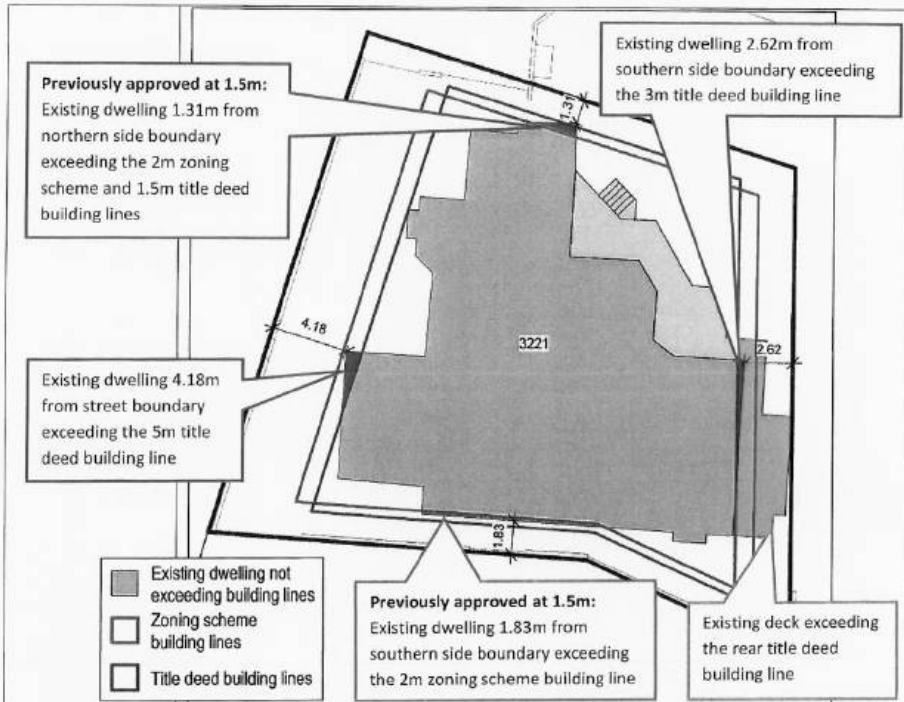 Existing dwelling 2.62m from
southern side boundary exceeding
the 3m title deed building line
Previously approved at 1.5m:
Existing dwelling 1.31m from
northern side boundary
exceeding the 2m zoning
scheme and 1.5m title deed
building lines
1.31
4.18
3221
2.62
Existing dwelling 4.18m
from street boundary
exceeding the 5m title
deed building line
1.83
Existing dwelling not
exceeding building lines
Zoning scheme
building lines
Title deed building lines
Previously approved at 1.5m:
Existing dwelling 1.83m from
southern side boundary exceeding
the 2m zoning scheme building line
Existing deck exceeding
the rear title deed
building line